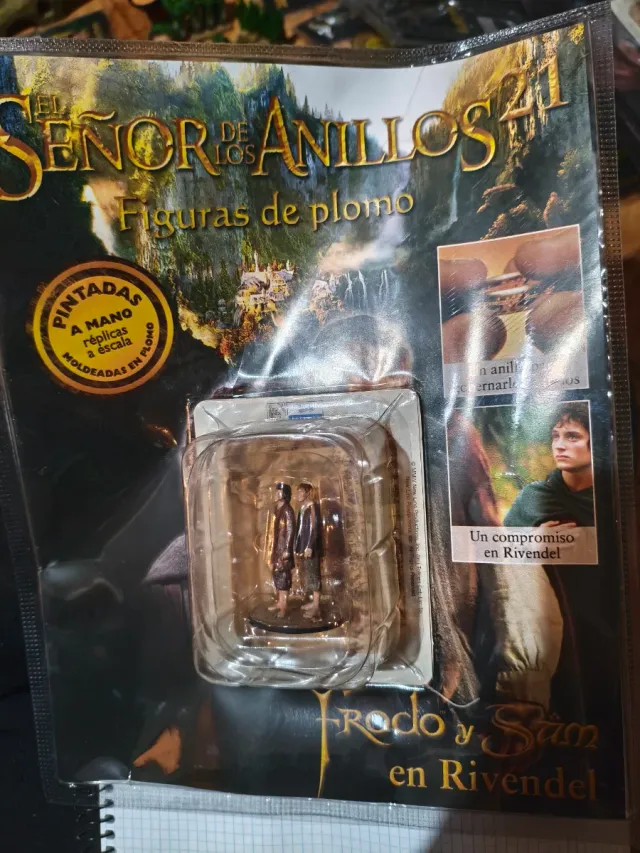 EL
SEÑOR DE LOS ANILLOS 21
Figuras de plomo
PINTADAS
A MANO
réplicas
a escala
MOLDEADAS EN PLOMO
Un compromiso
en Rivendel
Frodo y Sam
en Rivendel